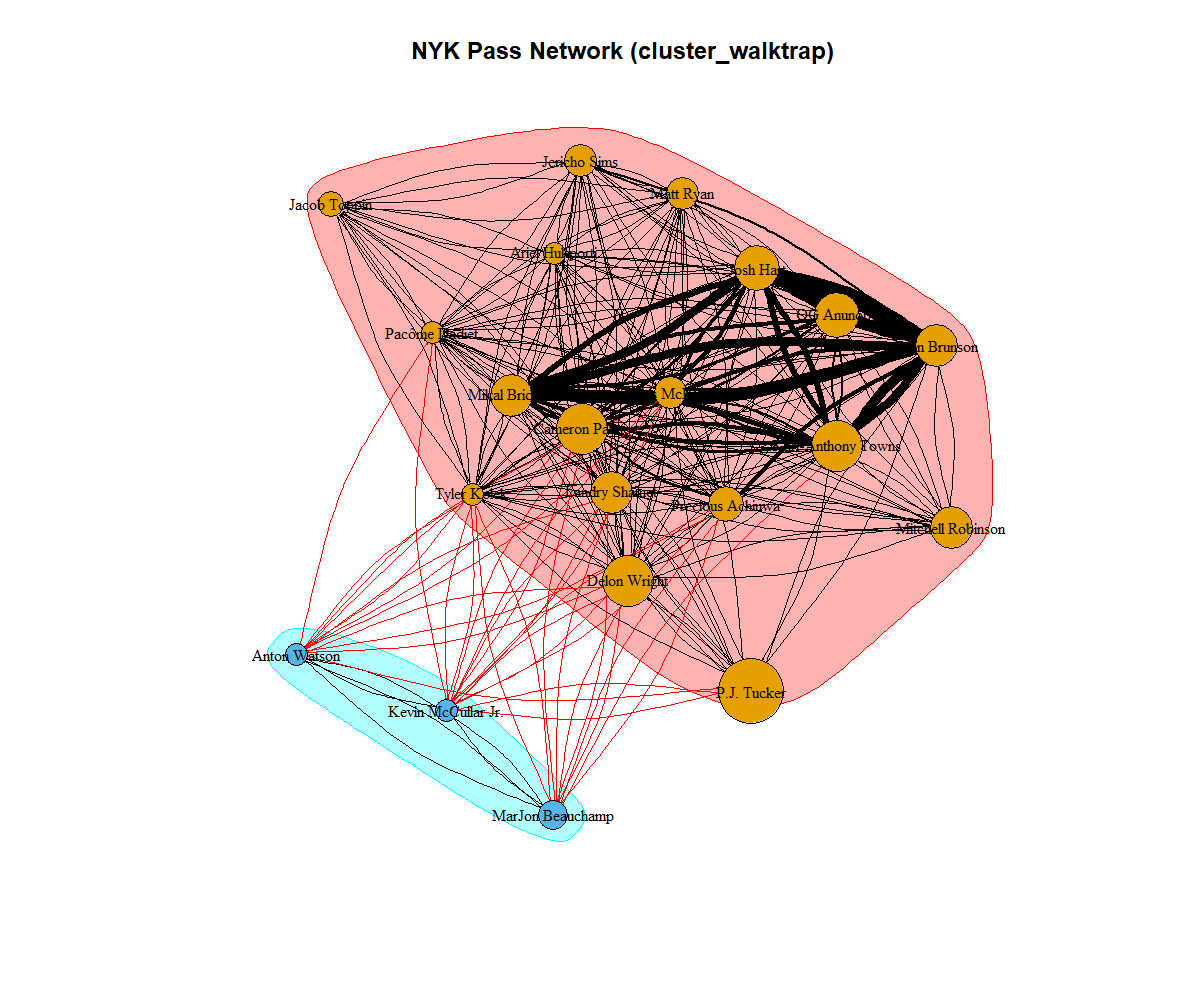 NYK Pass Network (cluster_walktrap)
Jericho Sims
Matt Ryan
Jacob Toppin
Ariel Hukporti
Josh Hart
OG Anunoby
Brunson
Pacome Dadiet
Mikal Bridges
McBride
Cameron Payne
Anthony Towns
Tyler Kolek
Landry Shamet
Precious Achiuwa
Mitchell Robinson
Delon Wright
Anton Watson
P.J. Tucker
Kevin McCullar Jr.
MarJon Beauchamp